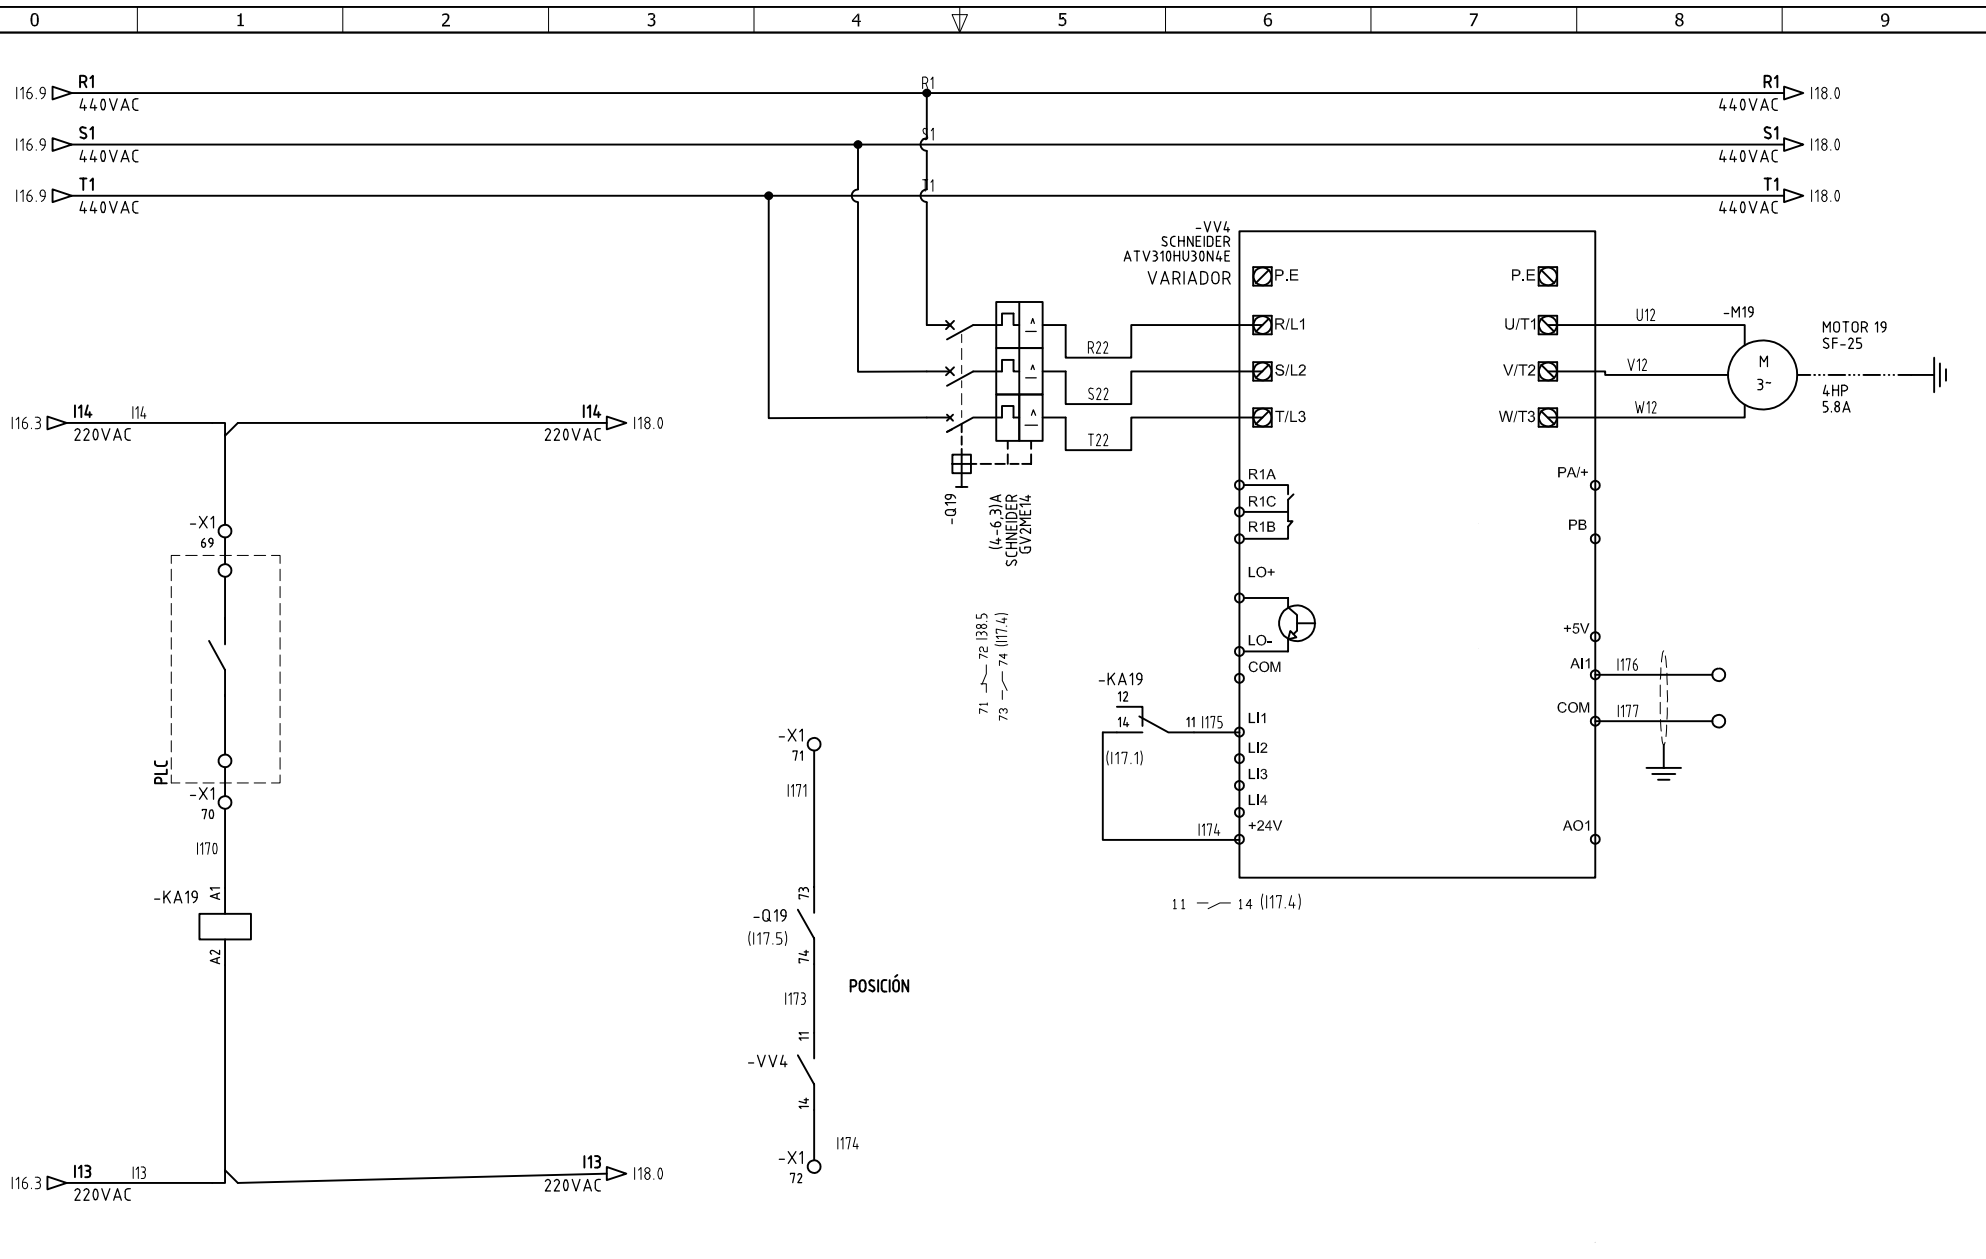 0 1 2 3 4 5 6 7 8 9
I16.9 R1 R1 R1 I18.0
440VAC 440VAC
I16.9 S1 S1 S1 I18.0
440VAC 440VAC
I16.9 T1 T1 T1 I18.0
440VAC 440VAC
-VV4
SCHNEIDER
ATV310HU30N4E
VARIADOR
P.E P.E
R22 R/L1 U/T1 U12 -M19
S22 S/L2 V/T2 V12
T22 T/L3 W/T3 W12
M
3~
MOTOR 19
SF-25
4HP
5.8A
-Q19
(4-6,3)A
SCHNEIDER
GV2ME14
71 72 I38.5
73 74 (I17.4)
R1A
R1C
R1B
LO+
LO-
COM
LI1
LI2
LI3
LI4
+24V
PA/+
PB
+5V
AI1 I176
COM I177
AO1
-KA19
12
14 11 I175
(I17.1)
I174
11 14 (I17.4)
I16.3 I14 I14 I14 I18.0
220VAC 220VAC
-X1
69
PLC
-X1
70
I170
-KA19 A1
A2
I16.3 I13 I13 I13 I18.0
220VAC 220VAC
-X1
71
I171
73
-Q19
(I17.5)
74
I173
POSICIÓN
11
-VV4
14
I174
-X1
72